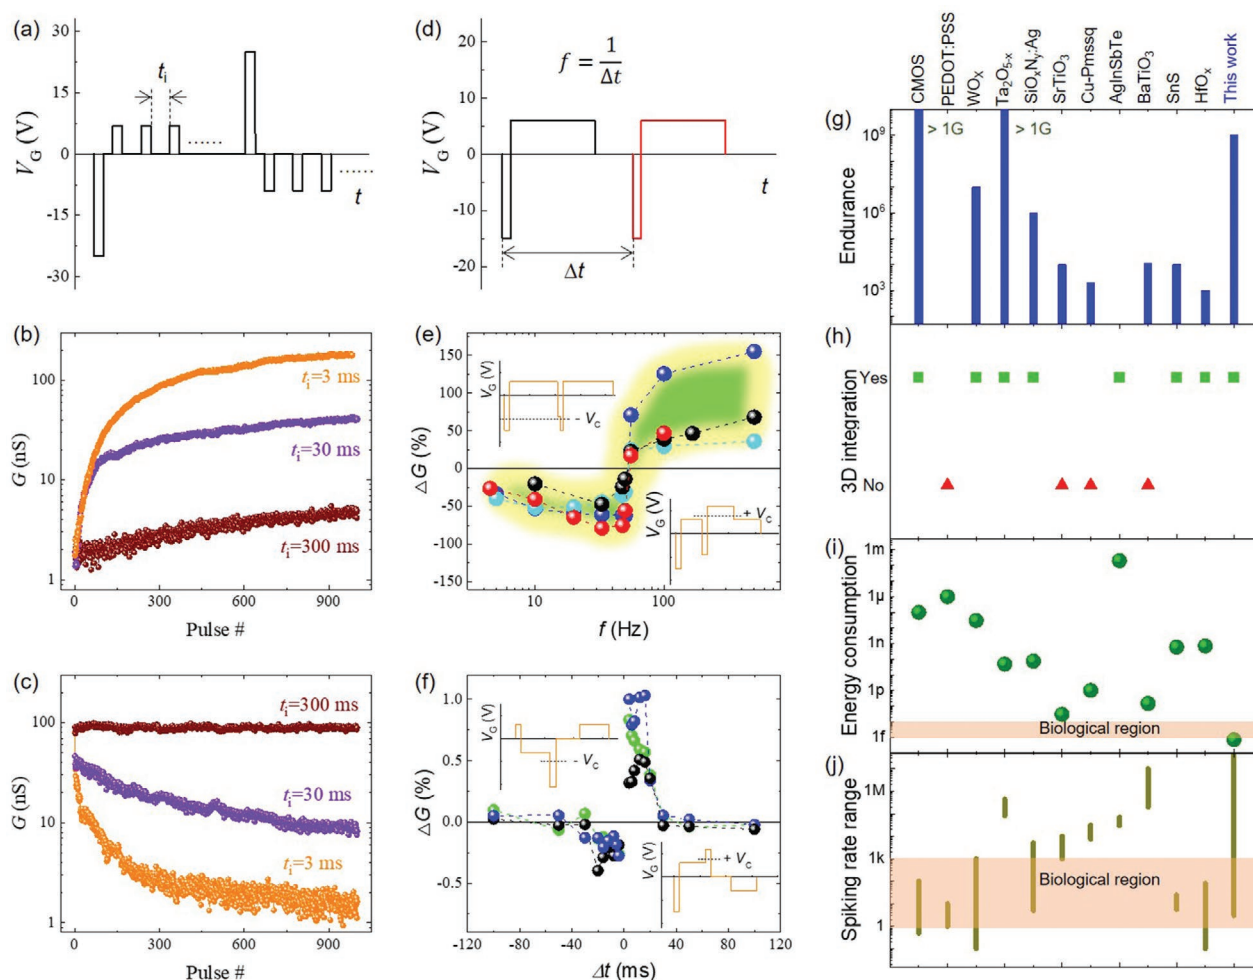 (a)
30
15
0
-15
-30
V_G (V)
t_i
t
(b)
100
10
1
G (nS)
t_i=3 ms
t_i=30 ms
t_i=300 ms
0
300
600
900
Pulse #
(c)
100
10
1
G (nS)
t_i=300 ms
t_i=30 ms
t_i=3 ms
0
300
600
900
Pulse #
(d)
20
10
0
-10
-20
V_G (V)
f = 1/Δt
t
Δt
(e)
150
100
50
0
-50
-100
-150
ΔG (%)
V_G (V)
- V_c
V_G (V)
+ V_c
10
100
f (Hz)
(f)
1.0
0.5
0.0
-0.5
ΔG (%)
V_G (V)
- V_c
V_G (V)
+ V_c
-120
-80
-40
0
40
80
120
Δt (ms)
CMOS
PEDOT:PSS
WO_X
Ta_2O_5-x
SiO_xN_y:Ag
SrTiO_3
Cu-Pmssq
AgInSbTe
BaTiO_3
SnS
HfO_x
This work
(g)
> 1G
> 1G
10^9
10^6
10^3
Endurance
(h)
Yes
No
3D integration
(i)
1m
1μ
1n
1p
1f
Energy consumption
Biological region
(j)
1M
1k
1
Spiking rate range
Biological region